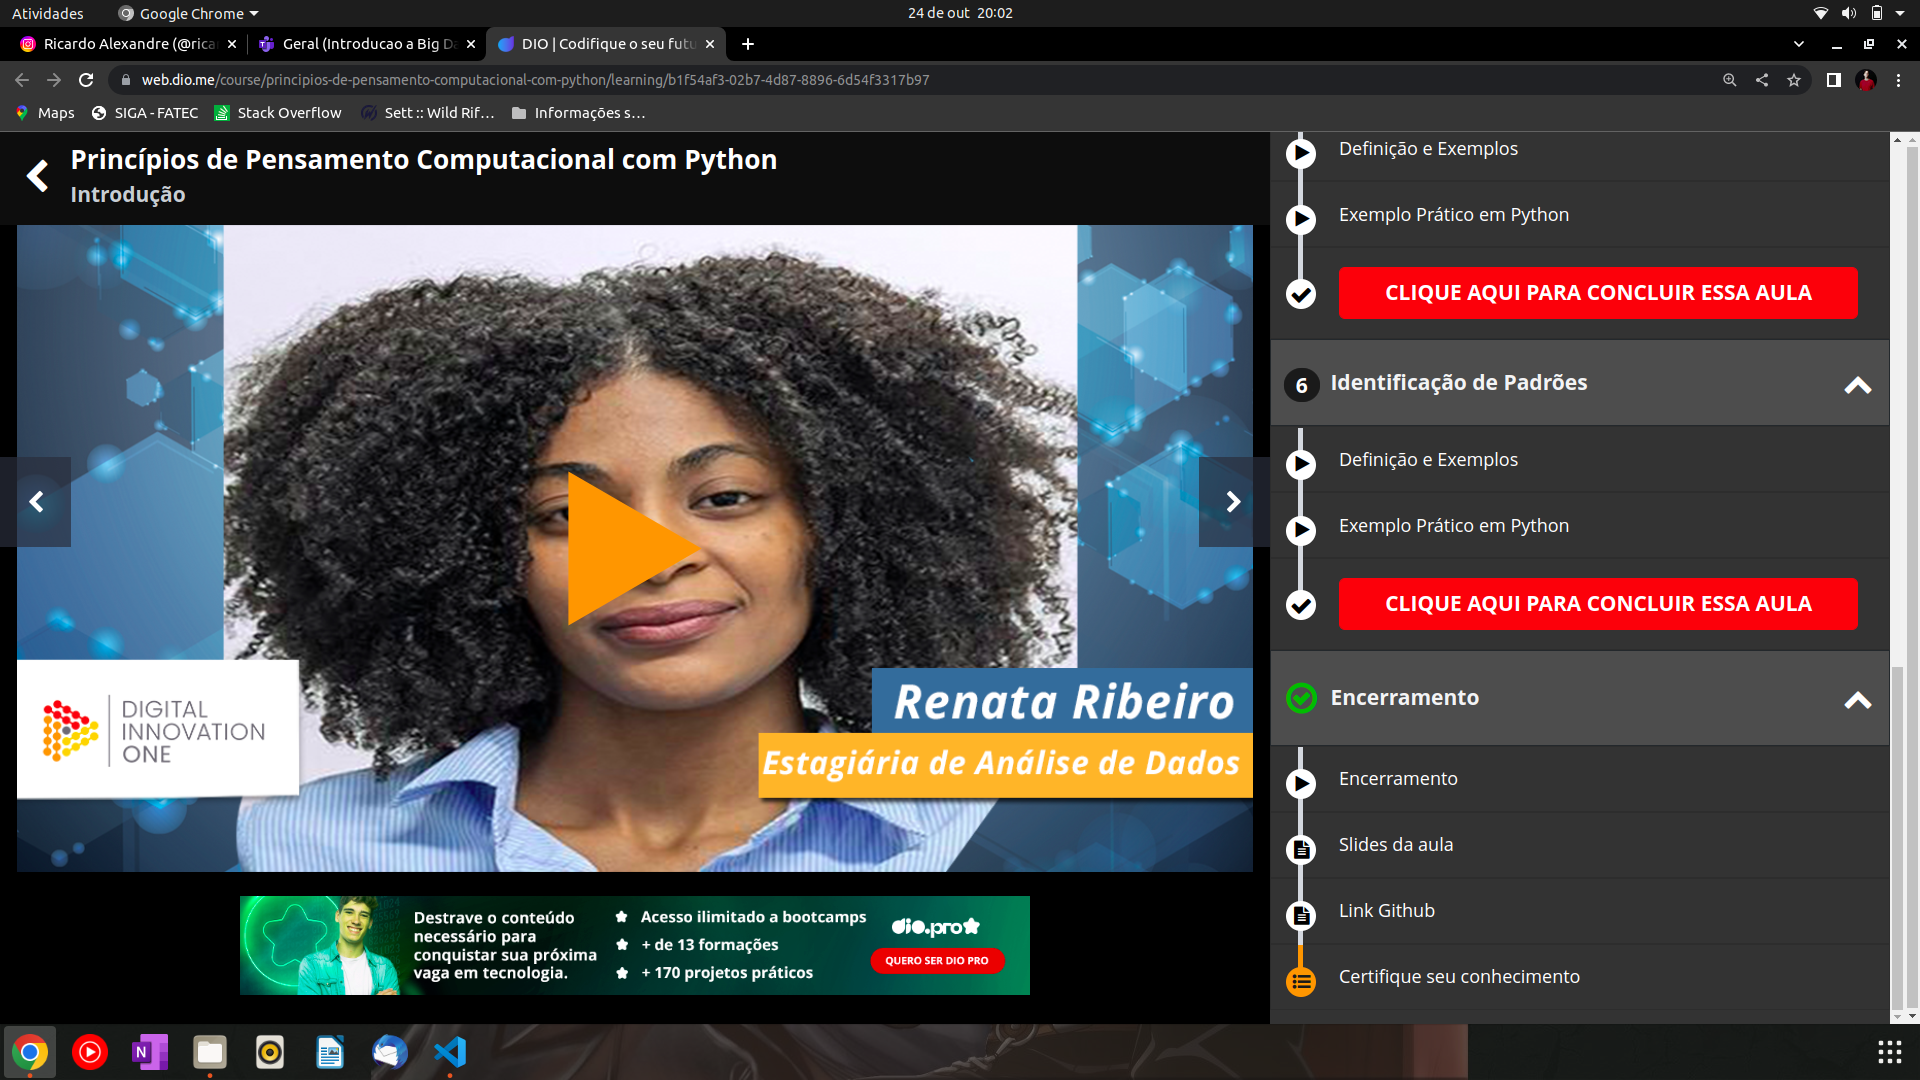 Atividades
Google Chrome
24 de out 20:02
Ricardo Alexandre (@rica
Geral (Introducao a Big Da
DIO | Codifique o seu futu
web.dio.me/course/principios-de-pensamento-computacional-com-python/learning/b1f54af3-02b7-4d87-8896-6d54f3317b97
Maps
SIGA - FATEC
Stack Overflow
Sett :: Wild Rif...
Informações s...
Princípios de Pensamento Computacional com Python
Introdução
DIGITAL
INNOVATION
ONE
Renata Ribeiro
Estagiária de Análise de Dados
Destrave o conteúdo
necessário para
conquistar sua próxima
vaga em tecnologia.
Acesso ilimitado a bootcamps
+ de 13 formações
+ 170 projetos práticos
dio.pro
QUERO SER DIO PRO
Definição e Exemplos
Exemplo Prático em Python
CLIQUE AQUI PARA CONCLUIR ESSA AULA
6 Identificação de Padrões
Definição e Exemplos
Exemplo Prático em Python
CLIQUE AQUI PARA CONCLUIR ESSA AULA
Encerramento
Encerramento
Slides da aula
Link Github
Certifique seu conhecimento
N